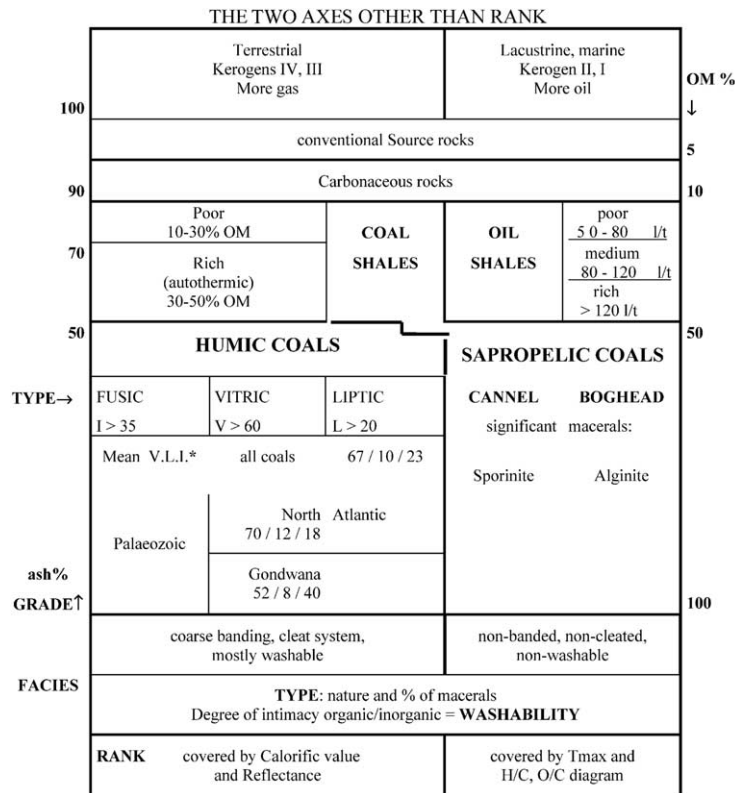 THE TWO AXES OTHER THAN RANK
Terrestrial
Kerogens IV, III
More gas
Lacustrine, marine
Kerogen II, I
More oil
OM %
↓
100
conventional Source rocks
5
Carbonaceous rocks
90
10
Poor
10-30% OM
COAL
SHALES
OIL
SHALES
poor
5 0 - 80 l/t
medium
80 - 120 l/t
rich
> 120 l/t
70
Rich
(autothermic)
30-50% OM
50
50
HUMIC COALS
SAPROPELIC COALS
TYPE→
FUSIC
I > 35
VITRIC
V > 60
LIPTIC
L > 20
CANNEL BOGHEAD
significant macerals:
Sporinite Alginite
Mean V.L.I.* all coals 67 / 10 / 23
Palaeozoic
North Atlantic
70 / 12 / 18
Gondwana
52 / 8 / 40
ash%
GRADE↑
100
coarse banding, cleat system,
mostly washable
non-banded, non-cleated,
non-washable
FACIES
TYPE: nature and % of macerals
Degree of intimacy organic/inorganic = WASHABILITY
RANK covered by Calorific value
and Reflectance
covered by Tmax and
H/C, O/C diagram